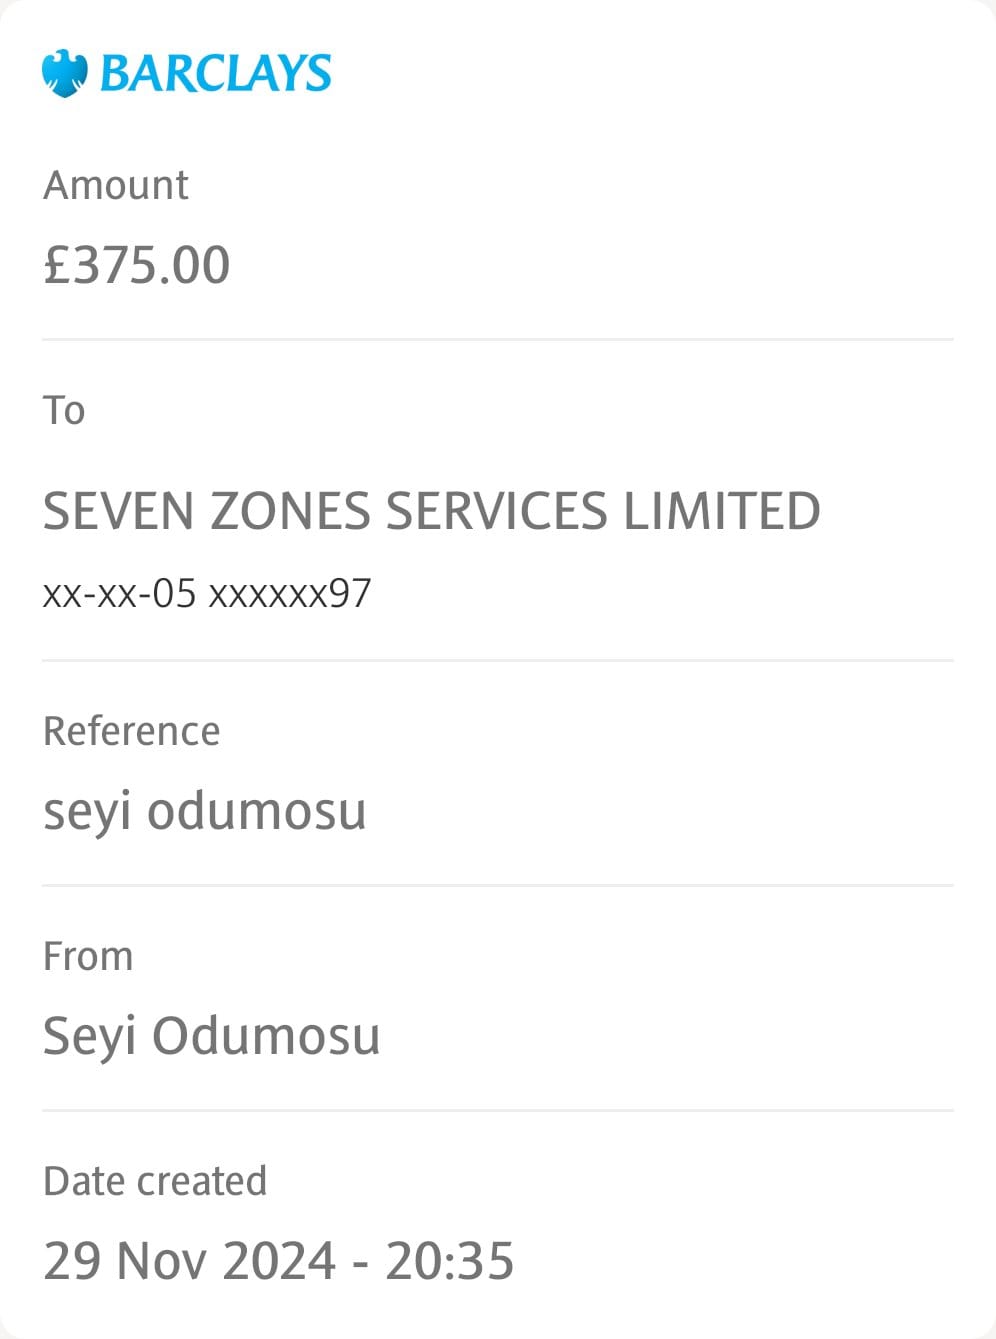 BARCLAYS
Amount
£375.00
To
SEVEN ZONES SERVICES LIMITED
xx-xx-05 xxxxxx97
Reference
seyi odumosu
From
Seyi Odumosu
Date created
29 Nov 2024 - 20:35